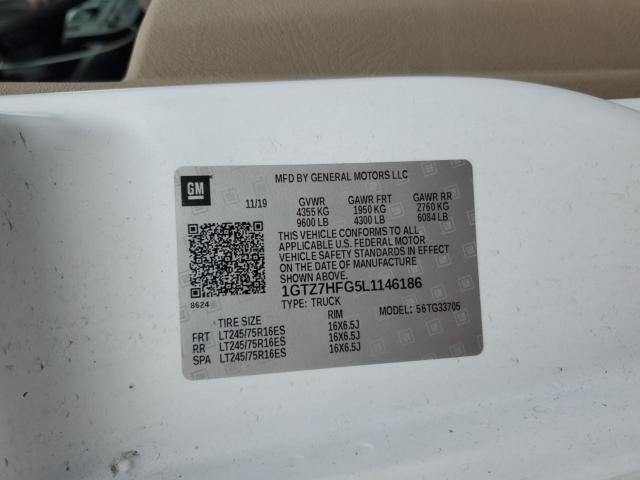 GM
MFD BY GENERAL MOTORS LLC
11/19
GVWR GAWR FRT GAWR RR
4355 KG 1950 KG 2760 KG
9600 LB 4300 LB 6084 LB
THIS VEHICLE CONFORMS TO ALL
APPLICABLE U.S. FEDERAL MOTOR
VEHICLE SAFETY STANDARDS IN EFFECT
ON THE DATE OF MANUFACTURE
SHOWN ABOVE.
1GTZ7HFG5L1146186
8624
TYPE: TRUCK MODEL: 56TG33705
TIRE SIZE RIM
FRT LT245/75R16ES 16X6.5J
RR LT245/75R16ES 16X6.5J
SPA LT245/75R16ES 16X6.5J